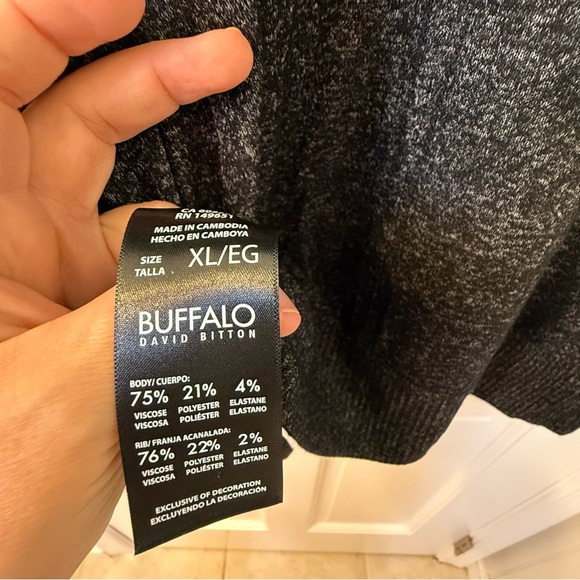 RN 149651
MADE IN CAMBODIA
HECHO EN CAMBOYA
SIZE XL/EG
TALLA
BUFFALO
DAVID BITTON
BODY/ CUERPO:
75% 21% 4%
VISCOSE POLYESTER ELASTANE
VISCOSA POLIÉSTER ELASTANO
RIB/ FRANJA ACANALADA:
76% 22% 2%
VISCOSE POLYESTER ELASTANE
VISCOSA POLIÉSTER ELASTANO
EXCLUSIVE OF DECORATION
EXCLUYENDO LA DECORACIÓN